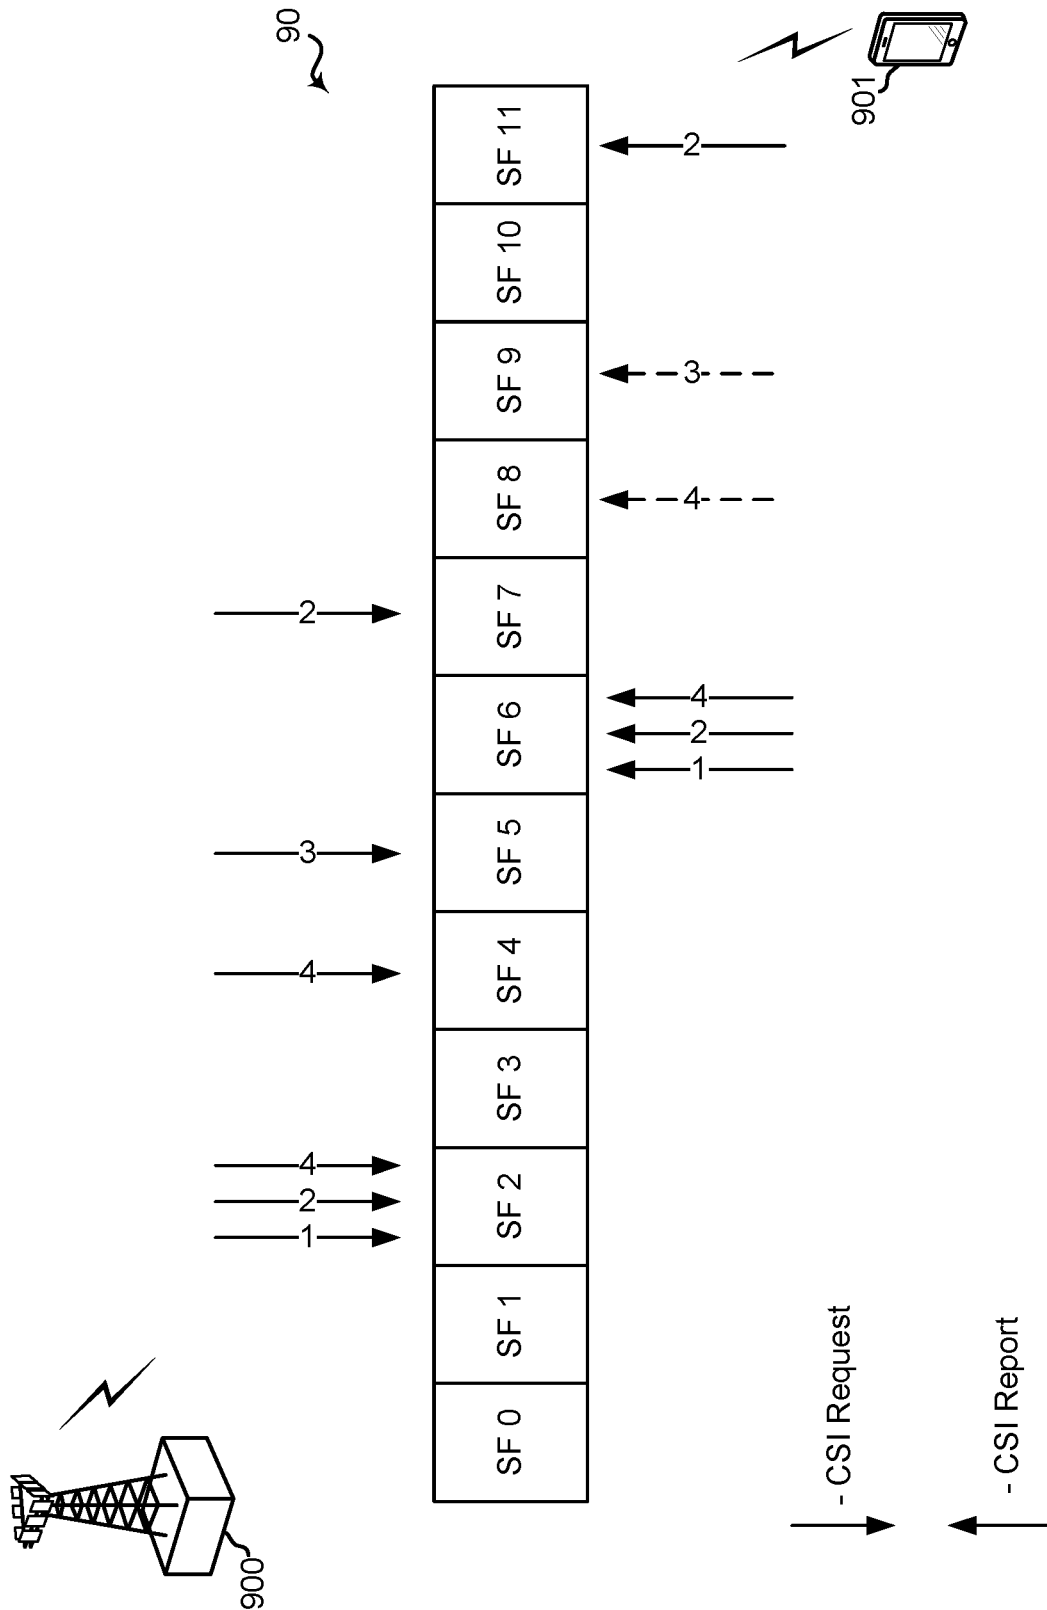 90
900
901
1
2
4
4
3
2
SF 0
SF 1
SF 2
SF 3
SF 4
SF 5
SF 6
SF 7
SF 8
SF 9
SF 10
SF 11
1
2
4
4
3
2
- CSI Request
- CSI Report